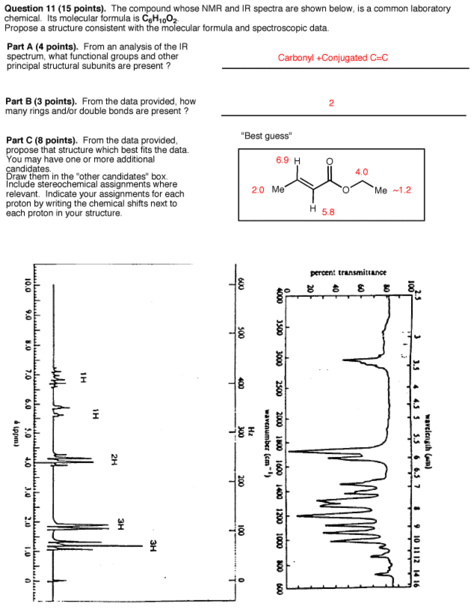 Question 11 (15 points). The compound whose NMR and IR spectra are shown below, is a common laboratory
chemical. Its molecular formula is C6H10O2.
Propose a structure consistent with the molecular formula and spectroscopic data.
Part A (4 points). From an analysis of the IR
spectrum, what functional groups and other
principal structural subunits are present ?
Carbonyl +Conjugated C=C
Part B (3 points). From the data provided, how
many rings and/or double bonds are present ?
2
Part C (8 points). From the data provided,
propose that structure which best fits the data.
You may have one or more additional
candidates.
Draw them in the "other candidates" box.
Include stereochemical assignments where
relevant. Indicate your assignments for each
proton by writing the chemical shifts next to
each proton in your structure.
"Best guess"
6.9 H
O
4.0
2.0 Me
O
Me ~1.2
H 5.8
10.0
9.0
8.0
7.0
6.0
5.0
4.0
3.0
2.0
1.0
0
δ (ppm)
1H
1H
2H
3H
3H
600
500
400
300
200
100
0
Hz
percent transmittance
0
20
40
60
80
100
4000
3500
3000
2500
2000
1800
1600
1400
1200
1000
800
600
wavenumber (cm⁻¹)
2.5
3
3.5
4
4.5
5
5.5
6
6.5
7
8
9
10
11
12
14
16
wavelength (μm)